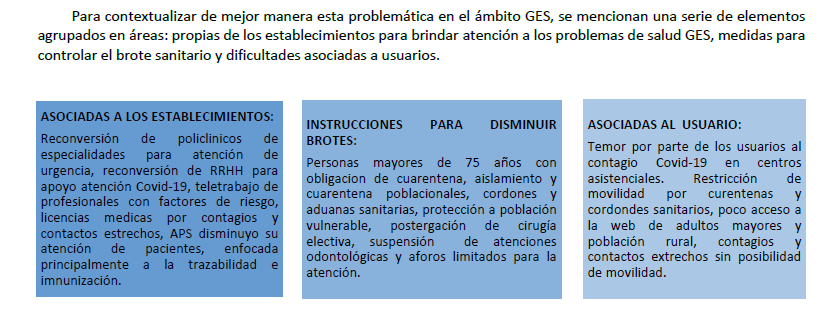 Para contextualizar de mejor manera esta problemática en el ámbito GES, se mencionan una serie de elementos
agrupados en áreas: propias de los establecimientos para brindar atención a los problemas de salud GES, medidas para
controlar el brote sanitario y dificultades asociadas a usuarios.
ASOCIADAS A LOS ESTABLECIMIENTOS:
Reconversión de policlinicos de
especialidades para atención de
urgencia, reconversión de RRHH para
apoyo atención Covid-19, teletrabajo de
profesionales con factores de riesgo,
licencias medicas por contagios y
contactos estrechos, APS disminuyo su
atención de pacientes, enfocada
principalmente a la trazabilidad e
imnunización.
INSTRUCCIONES PARA DISMINUIR
BROTES:
Personas mayores de 75 años con
obligacion de cuarentena, aislamiento y
cuarentena poblacionales, cordones y
aduanas sanitarias, protección a población
vulnerable, postergación de cirugía
electiva, suspensión de atenciones
odontológicas y aforos limitados para la
atención.
ASOCIADAS AL USUARIO:
Temor por parte de los usuarios al
contagio Covid-19 en centros
asistenciales. Restricción de
movilidad por curentenas y
cordondes sanitarios, poco acceso a
la web de adultos mayores y
población rural, contagios y
contactos extrechos sin posibilidad
de movilidad.